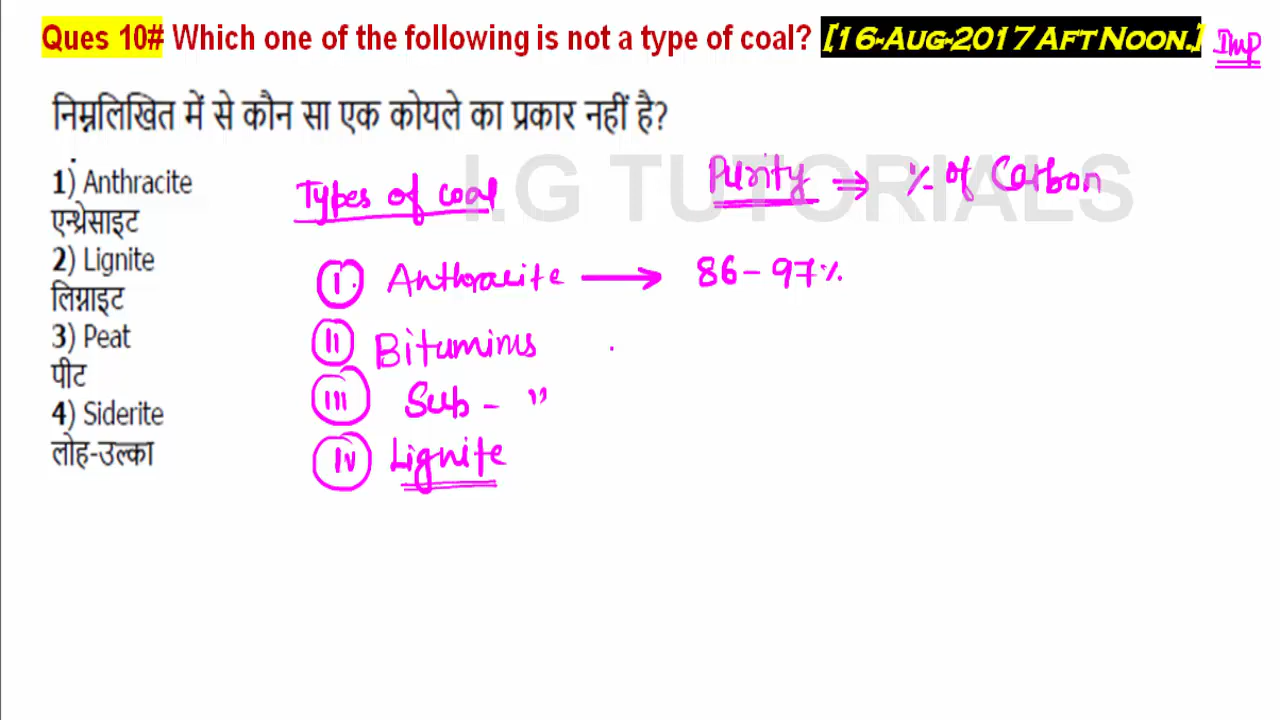 Ques 10# Which one of the following is not a type of coal? [16-Aug-2017 Aft Noon.] Imp
निम्नलिखित में से कौन सा एक कोयले का प्रकार नहीं है?
I.G TUTORIALS
1) Anthracite
एन्थ्रेसाइट
2) Lignite
लिग्नाइट
3) Peat
पीट
4) Siderite
लोह-उल्का
Types of coal
Purity ⇒ % of Carbon
I Anthracite → 86-97%
II Bituminus
III Sub - "
IV Lignite